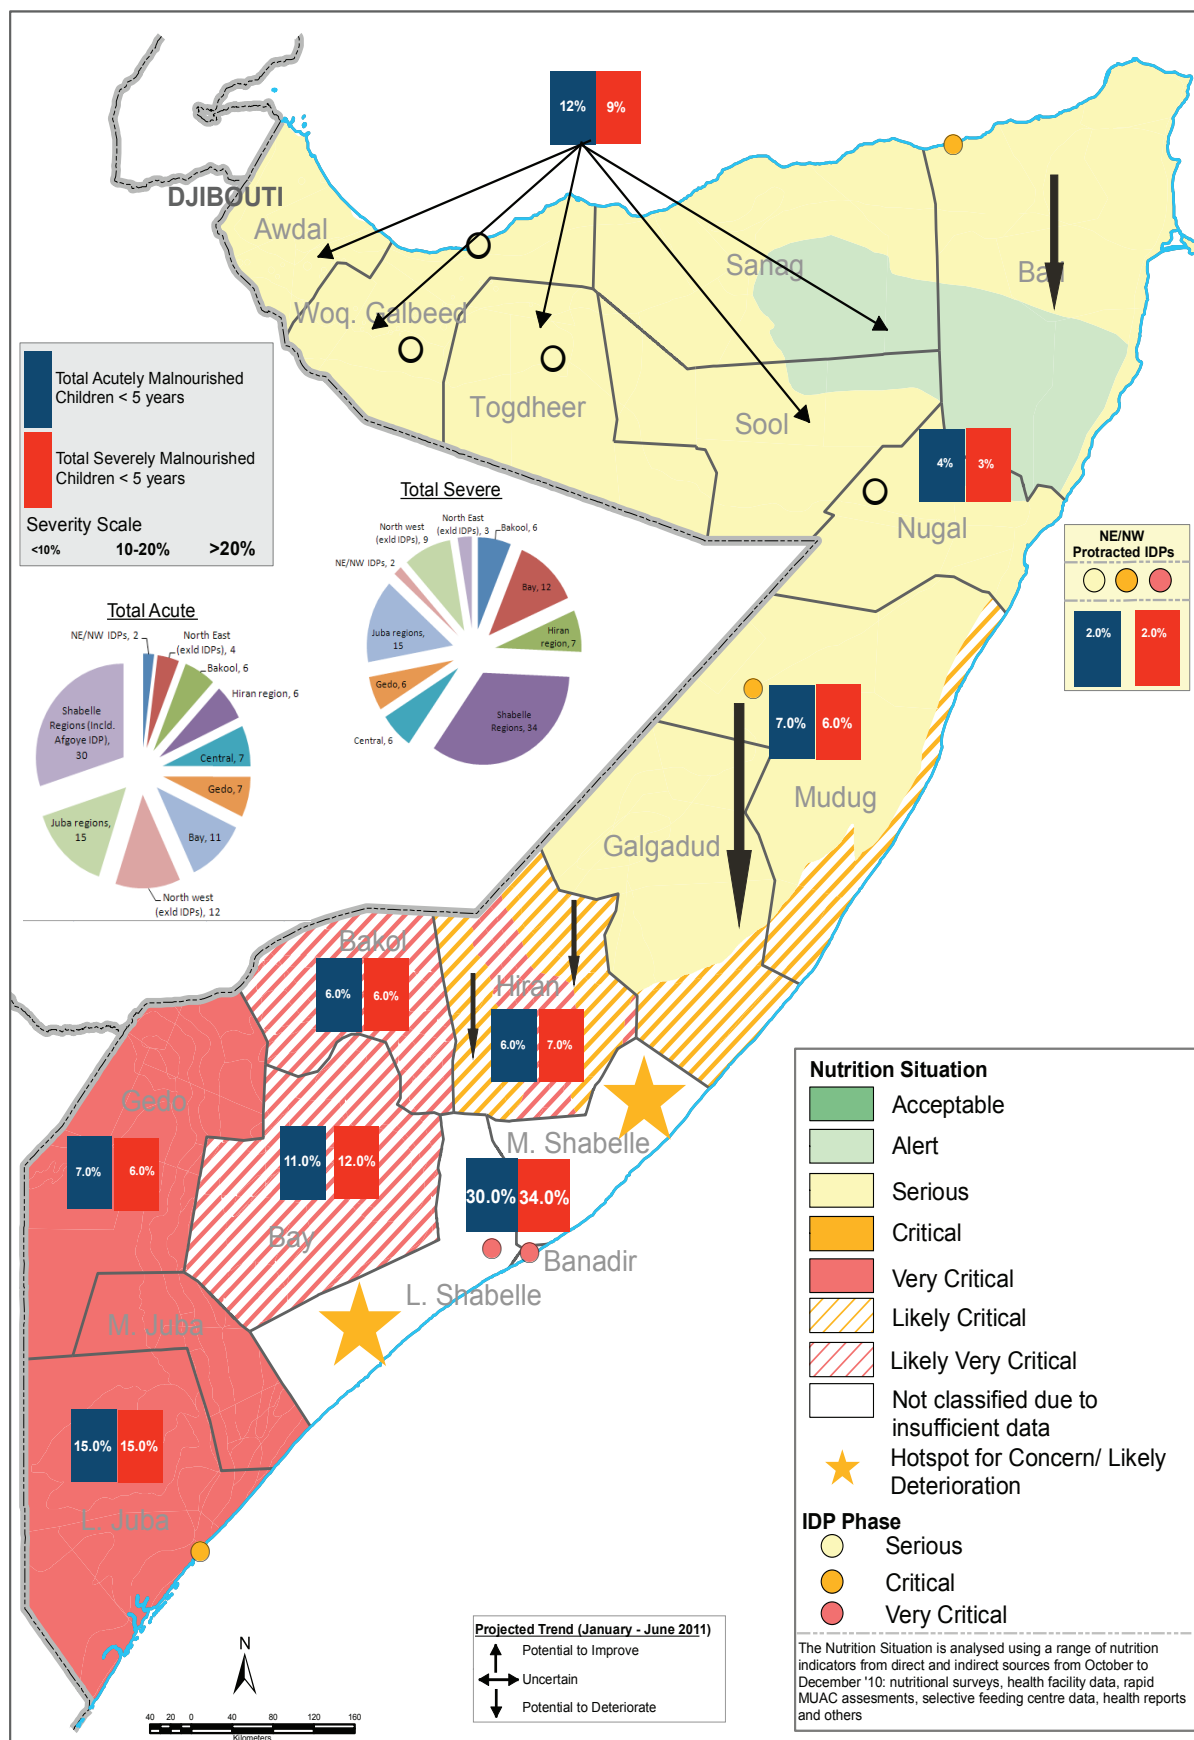 12%
9%
DJIBOUTI
Awdal
Sanag
Bari
Woq. Galbeed
Togdheer
Sool
Nugal
4%
3%
Total Acutely Malnourished
Children < 5 years
Total Severely Malnourished
Children < 5 years
Severity Scale
<10%
10-20%
>20%
Total Severe
North west
(exld IDPs), 9
North East
(exld IDPs), 3
Bakool, 6
NE/NW IDPs, 2
Bay, 12
Juba regions,
15
Hiran
region, 7
Gedo, 6
Central, 6
Shabelle
Regions, 34
Total Acute
NE/NW IDPs, 2
North East
(exld IDPs), 4
Bakool, 6
Hiran region, 6
Shabelle
Regions (Incld.
Afgoye IDP),
30
Central, 7
Gedo, 7
Juba regions,
15
Bay, 11
North west
(exld IDPs), 12
NE/NW
Protracted IDPs
2.0%
2.0%
7.0%
6.0%
Mudug
Galgadud
Bakol
6.0%
6.0%
Hiran
6.0%
7.0%
Gedo
7.0%
6.0%
11.0%
12.0%
Bay
M. Shabelle
30.0%
34.0%
Banadir
L. Shabelle
M. Juba
15.0%
15.0%
L. Juba
Nutrition Situation
Acceptable
Alert
Serious
Critical
Very Critical
Likely Critical
Likely Very Critical
Not classified due to
insufficient data
Hotspot for Concern/ Likely
Deterioration
IDP Phase
Serious
Critical
Very Critical
The Nutrition Situation is analysed using a range of nutrition
indicators from direct and indirect sources from October to
December '10: nutritional surveys, health facility data, rapid
MUAC assesments, selective feeding centre data, health reports
and others
Projected Trend (January - June 2011)
Potential to Improve
Uncertain
Potential to Deteriorate
N
40 20 0 40 80 120 160
Kilometers